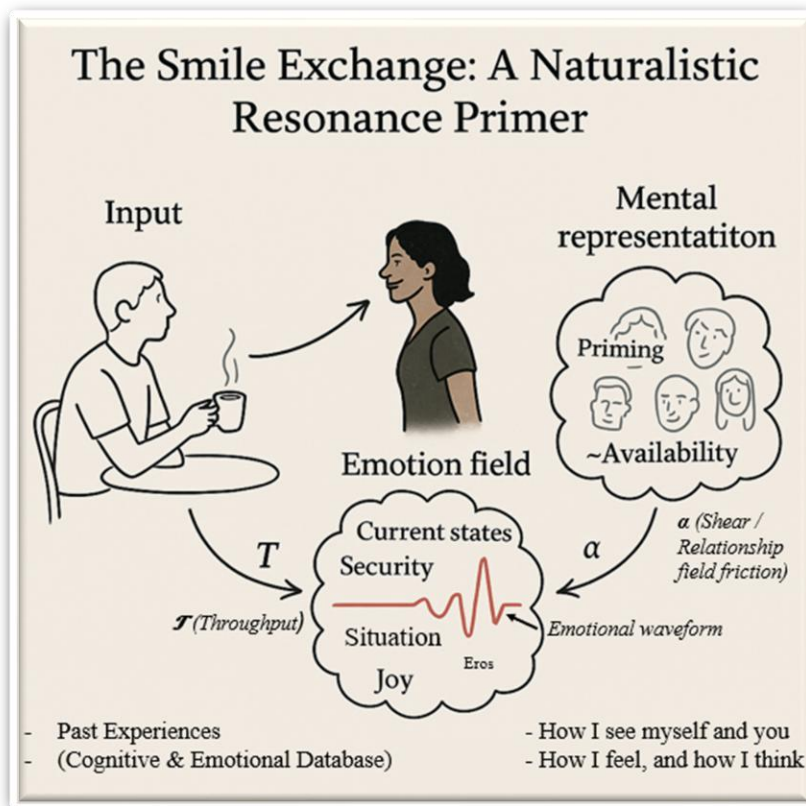 The Smile Exchange: A Naturalistic
Resonance Primer
Input
Mental
representatiton
Priming
~Availability
Emotion field
Current states
Security
Situation
Joy
Eros
T
T (Throughput)
α
α (Shear /
Relationship
field friction)
Emotional waveform
- Past Experiences
- (Cognitive & Emotional Database)
- How I see myself and you
- How I feel, and how I think